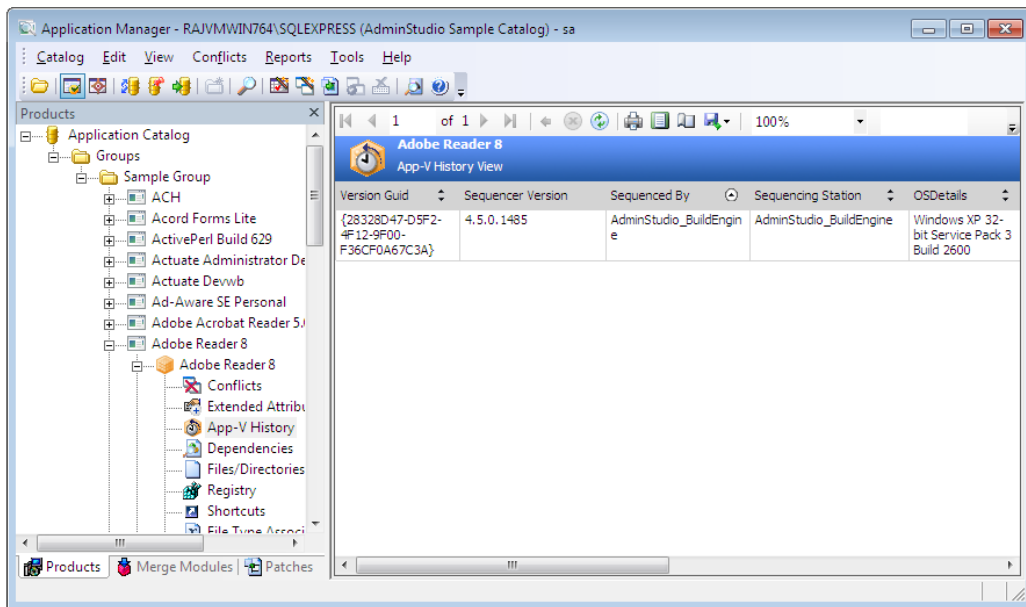 Application Manager - RAJVMWIN764\SQLEXPRESS (AdminStudio Sample Catalog) - sa
Catalog Edit View Conflicts Reports Tools Help
Products
Application Catalog
Groups
Sample Group
ACH
Acord Forms Lite
ActivePerl Build 629
Actuate Administrator De
Actuate Devwb
Ad-Aware SE Personal
Adobe Acrobat Reader 5.
Adobe Reader 8
Adobe Reader 8
Conflicts
Extended Attribu
App-V History
Dependencies
Files/Directories
Registry
Shortcuts
File Type Associ
Products Merge Modules Patches
1 of 1 100%
Adobe Reader 8
App-V History View
Version Guid Sequencer Version Sequenced By Sequencing Station OSDetails
{28328D47-D5F2- 4.5.0.1485 AdminStudio_BuildEngin AdminStudio_BuildEngine Windows XP 32-
4F12-9F00- e bit Service Pack 3
F36CF0A67C3A} Build 2600